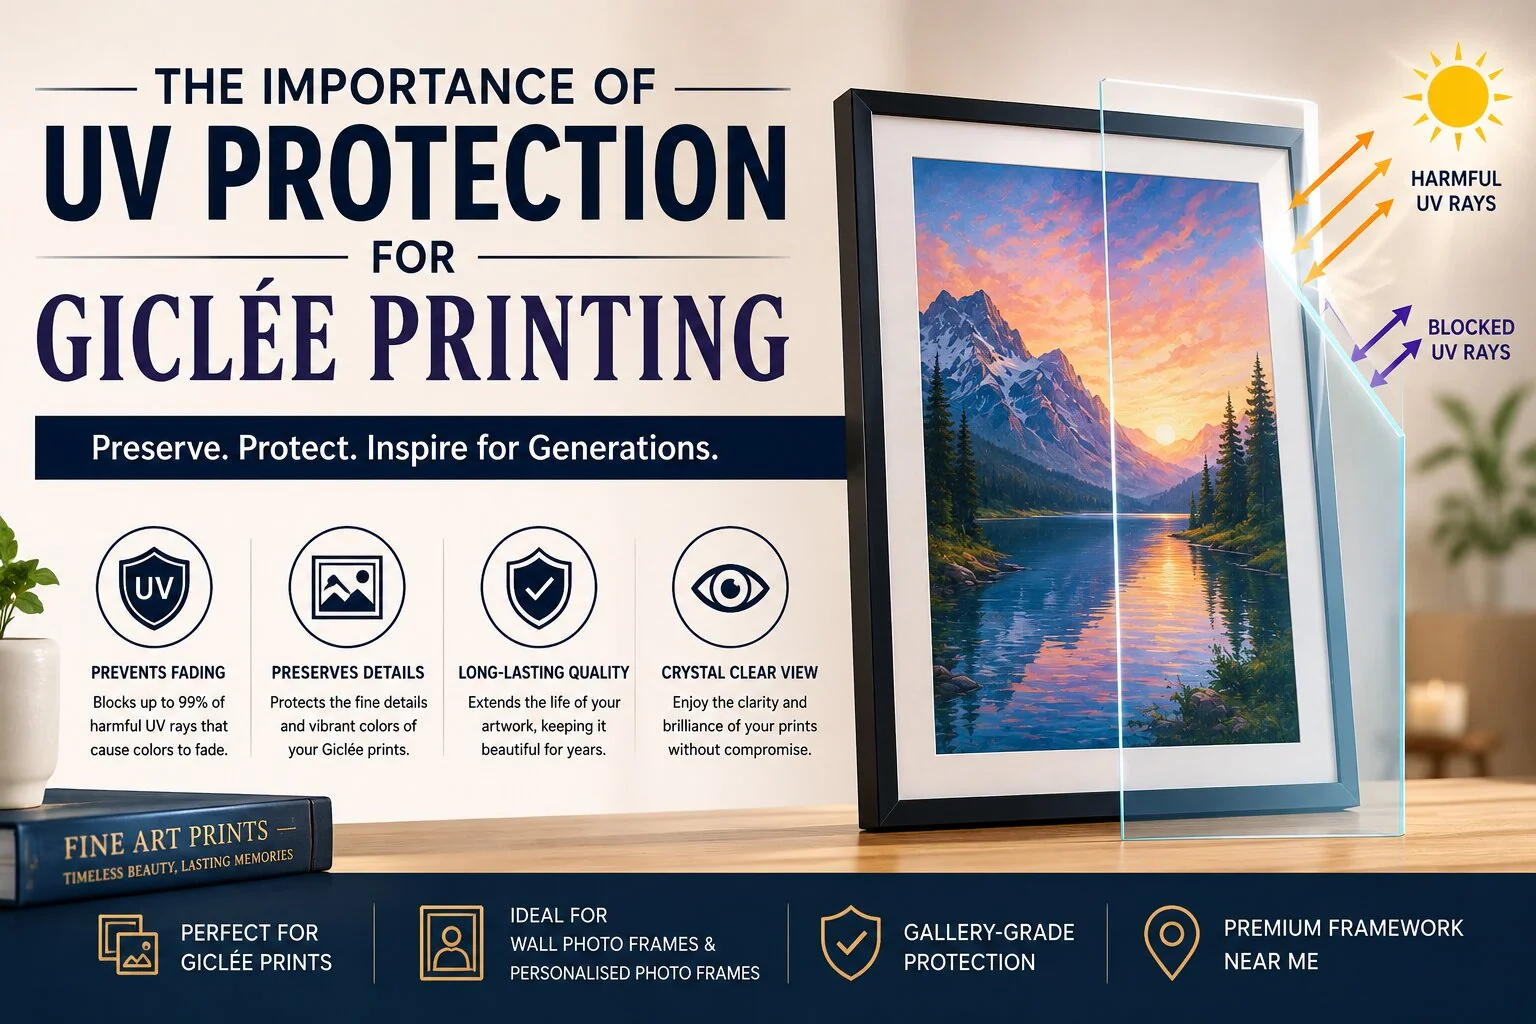 THE IMPORTANCE OF
UV PROTECTION
FOR
GICLÉE PRINTING
Preserve. Protect. Inspire for Generations.
UV
PREVENTS FADING
Blocks up to 99% of
harmful UV rays that
cause colors to fade.
PRESERVES DETAILS
Protects the fine details
and vibrant colors of
your Giclée prints.
LONG-LASTING QUALITY
Extends the life of your
artwork, keeping it
beautiful for years.
CRYSTAL CLEAR VIEW
Enjoy the clarity and
brilliance of your prints
without compromise.
HARMFUL
UV RAYS
BLOCKED
UV RAYS
FINE ART PRINTS —
TIMELESS BEAUTY, LASTING MEMORIES
PERFECT FOR
GICLÉE PRINTS
IDEAL FOR
WALL PHOTO FRAMES &
PERSONALISED PHOTO FRAMES
GALLERY-GRADE
PROTECTION
PREMIUM FRAMEWORK
NEAR ME